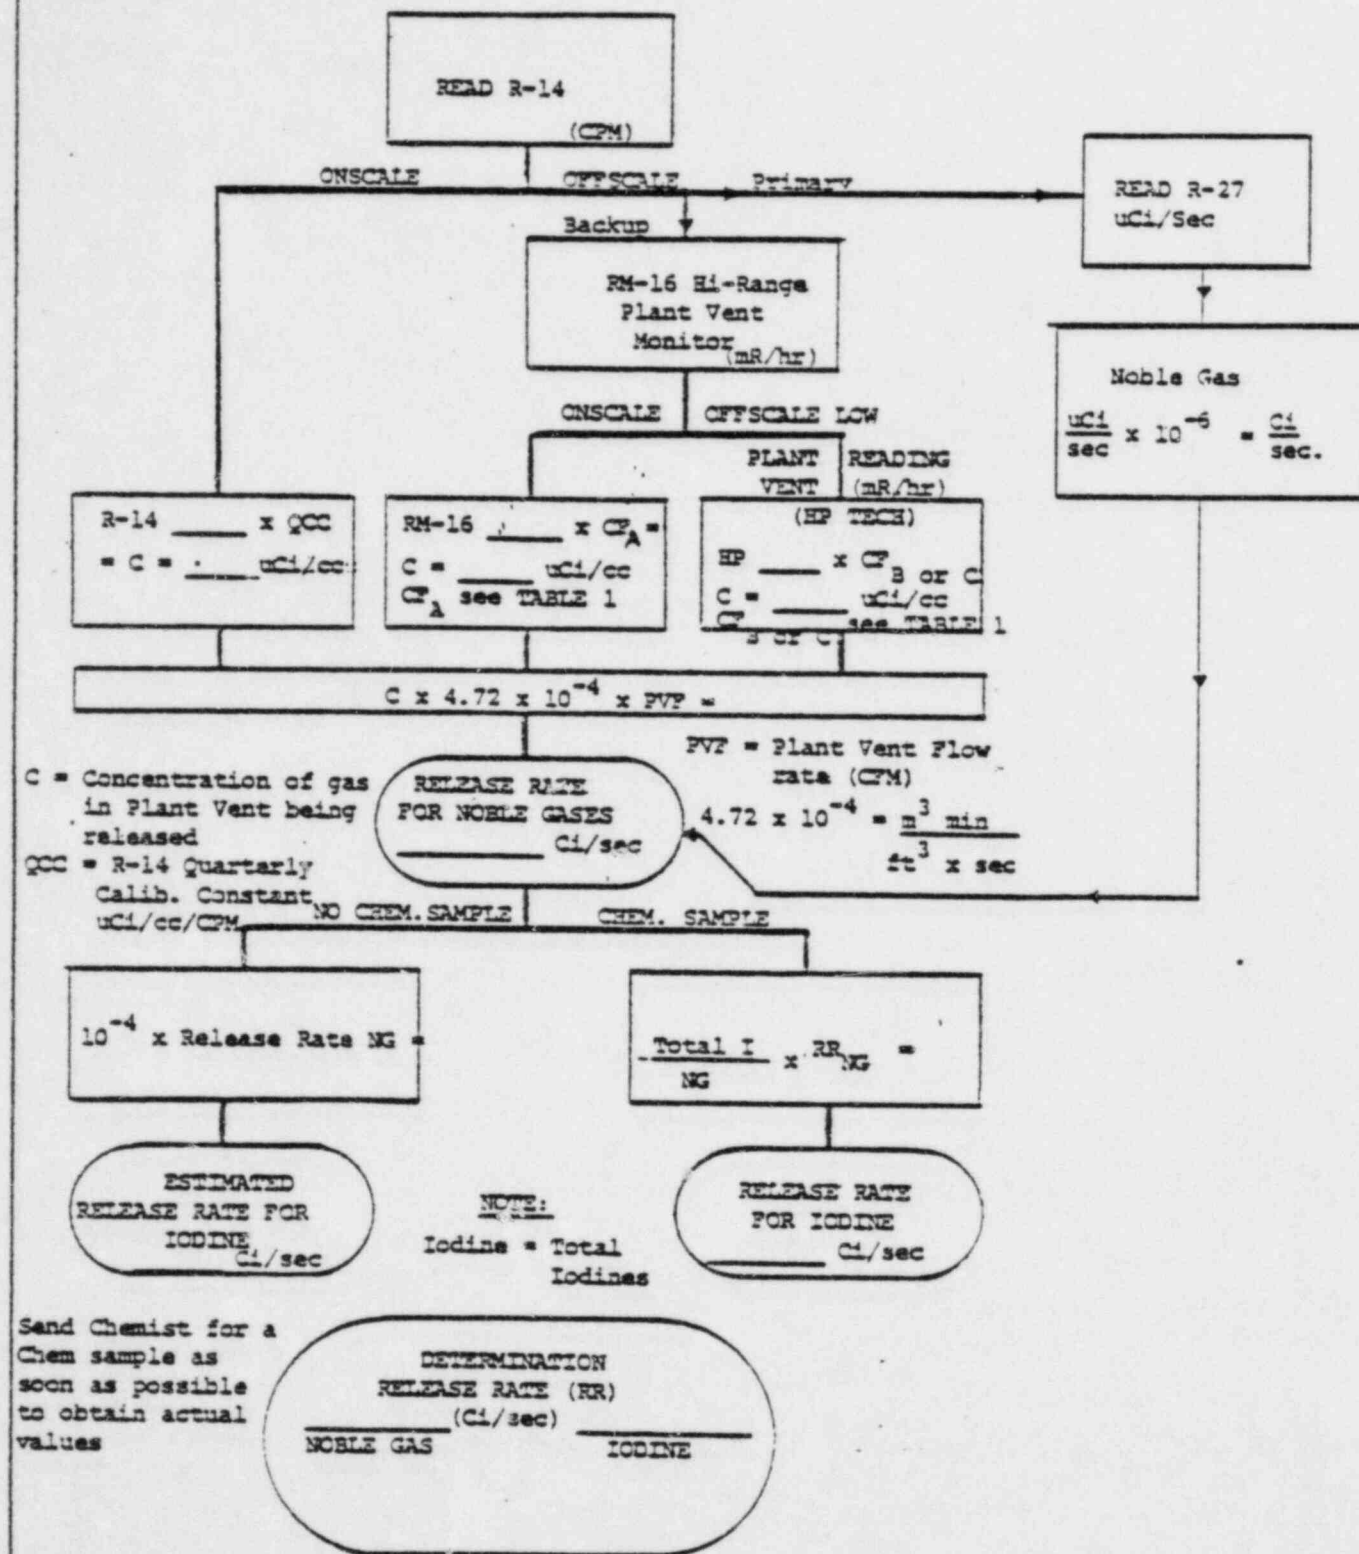 READ R-14
(CPM)
ONSCALE OFFSCALE Primary
READ R-27
uCi/Sec
Backup
RM-16 Hi-Range
Plant Vent
Monitor (mR/hr)
Noble Gas
uCi/sec x 10⁻⁶ = Ci/sec.
ONSCALE OFFSCALE LOW
PLANT READING
VENT (mR/hr)
R-14 ____ x QCC
= C = ____ uCi/cc
RM-16 ____ x CF_A =
C = ____ uCi/cc
CF_A see TABLE 1
(HP TECH)
HP ____ x CF_B or C
C = ____ uCi/cc
CF_B or C see TABLE 1
C x 4.72 x 10⁻⁴ x PVF =
PVF = Plant Vent Flow
rate (CFM)
4.72 x 10⁻⁴ = m³ min / ft³ x sec
C = Concentration of gas
in Plant Vent being
released
QCC = R-14 Quartarly
Calib. Constant
uCi/cc/CPM
RELEASE RATE
FOR NOBLE GASES
____ Ci/sec
NO CHEM.SAMPLE CHEM. SAMPLE
10⁻⁴ x Release Rate NG =
Total I / NG x RR_NG =
ESTIMATED
RELEASE RATE FOR
IODINE
____ Ci/sec
NOTE:
Iodine = Total
Iodines
RELEASE RATE
FOR IODINE
____ Ci/sec
Send Chemist for a
Chem sample as
soon as possible
to obtain actual
values
DETERMINATION
RELEASE RATE (RR)
____ (Ci/sec) ____
NOBLE GAS IODINE